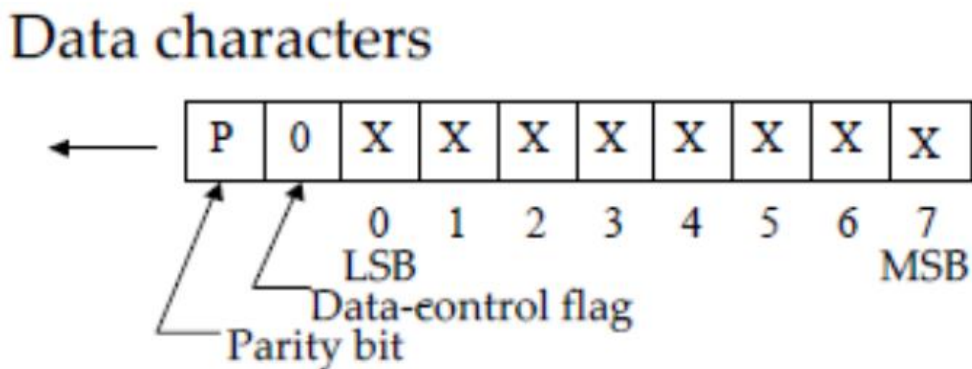 Data characters
P 0 X X X X X X X X
0 1 2 3 4 5 6 7
LSB MSB
Data-control flag
Parity bit